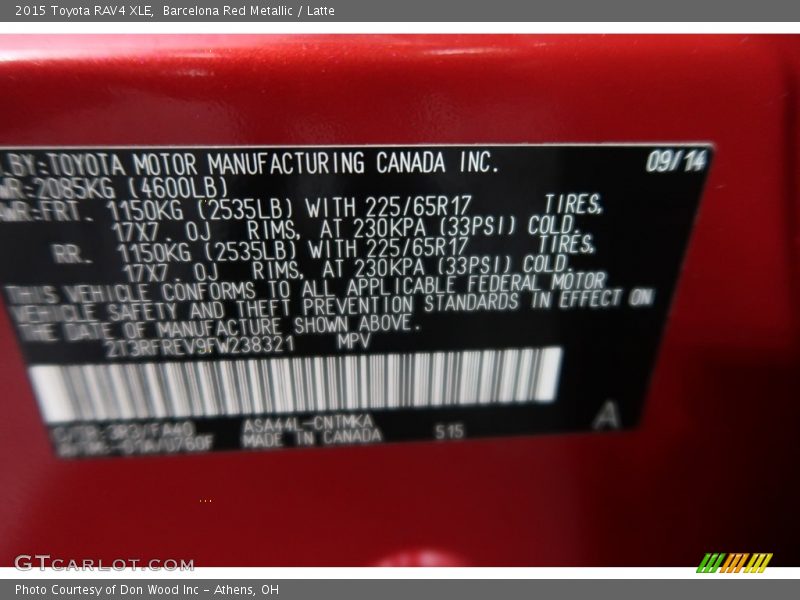 2015 Toyota RAV4 XLE, Barcelona Red Metallic / Latte
.BY:TOYOTA MOTOR MANUFACTURING CANADA INC. 09/14
WR:2085KG (4600LB)
WR:FRT. 1150KG (2535LB) WITH 225/65R17 TIRES,
17X7.0J RIMS, AT 230KPA (33PSI) COLD.
RR. 1150KG (2535LB) WITH 225/65R17 TIRES,
17X7.0J RIMS, AT 230KPA (33PSI) COLD.
THIS VEHICLE CONFORMS TO ALL APPLICABLE FEDERAL MOTOR
VEHICLE SAFETY AND THEFT PREVENTION STANDARDS IN EFFECT ON
THE DATE OF MANUFACTURE SHOWN ABOVE.
2T3RFREV9FW238321 MPV
C/TR:3R3/FA40 ASA44L-CNTMKA
MADE IN CANADA 515 A
GTCARLOT.COM
Photo Courtesy of Don Wood Inc - Athens, OH